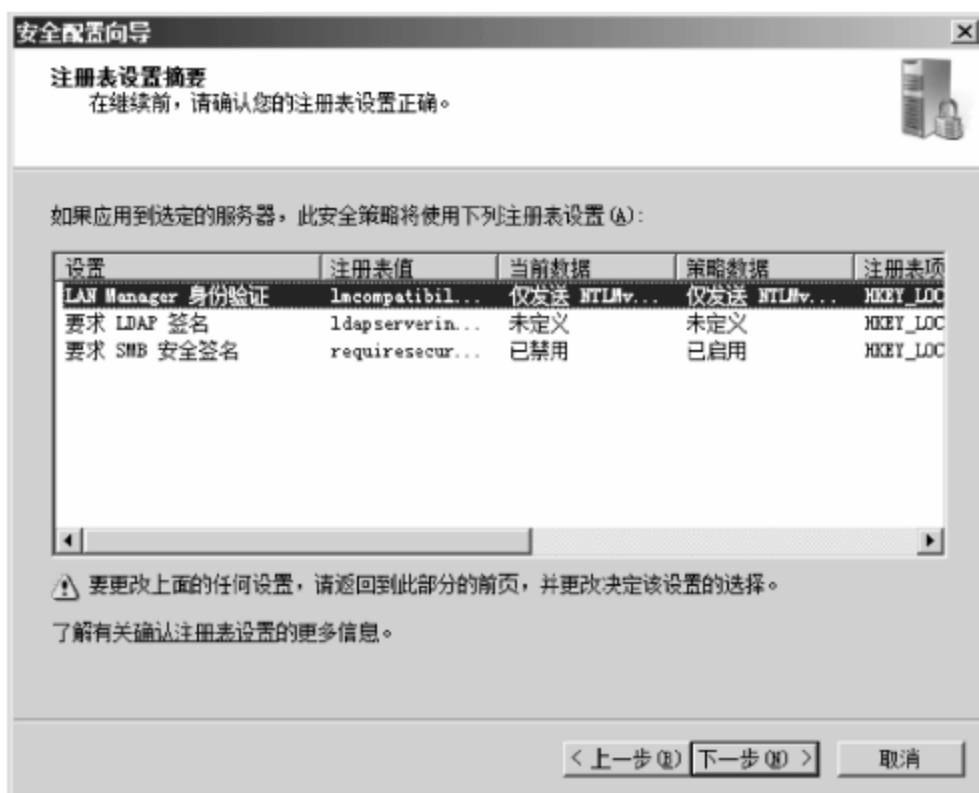 安全配置向导
注册表设置摘要
在继续前，请确认您的注册表设置正确。
如果应用到选定的服务器，此安全策略将使用下列注册表设置(A)：
设置 注册表值 当前数据 策略数据 注册表项
LAN Manager 身份验证 lmcompatibil... 仅发送 NTLMv... 仅发送 NTLMv... HKEY_LOC
要求 LDAP 签名 ldapserverin... 未定义 未定义 HKEY_LOC
要求 SMB 安全签名 requiresecur... 已禁用 已启用 HKEY_LOC
要更改上面的任何设置，请返回到此部分的前页，并更改决定该设置的选择。
了解有关确认注册表设置的更多信息。
< 上一步(B) 下一步(N) > 取消